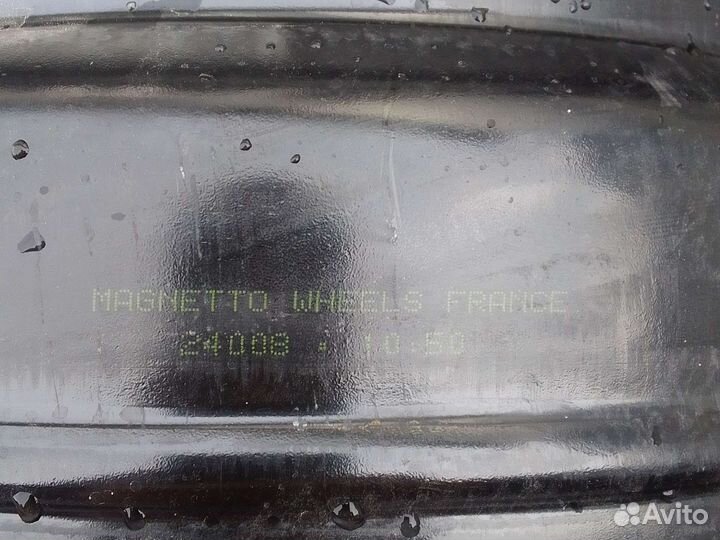 MAGNETTO WHEELS FRANCE
24008 10:50
Avito